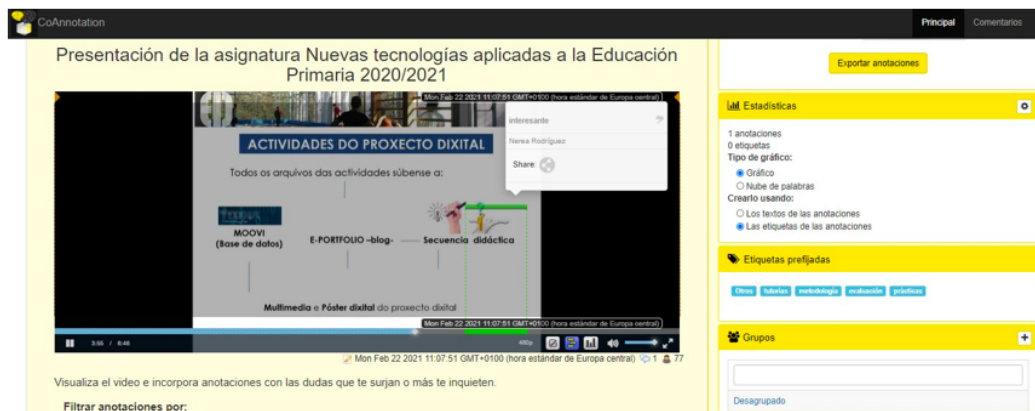 CoAnnotation
Principal
Comentarios
Presentación de la asignatura Nuevas tecnologías aplicadas a la Educación
Primaria 2020/2021
Mon Feb 22 2021 11:07:51 GMT+0100 (hora estándar de Europa central)
interesante
Nerea Rodríguez
Share:
ACTIVIDADES DO PROXECTO DIXITAL
Todos os arquivos das actividades súbense a:
MOOVI
(Base de datos)
E-PORTFOLIO –blog-
Secuencia didáctica
Multimedia e Póster dixital do proxecto dixital
Mon Feb 22 2021 11:07:51 GMT+0100 (hora estándar de Europa central)
3:55 / 6:46
480p
Mon Feb 22 2021 11:07:51 GMT+0100 (hora estándar de Europa central) 1 77
Visualiza el video e incorpora anotaciones con las dudas que te surjan o más te inquieten.
Filtrar anotaciones por:
Exportar anotaciones
Estadísticas
1 anotaciones
0 etiquetas
Tipo de gráfico:
Gráfico
Nube de palabras
Crearlo usando:
Los textos de las anotaciones
Las etiquetas de las anotaciones
Etiquetas prefijadas
Otros tutorías metodología evaluación prácticas
Grupos
Desagrupado